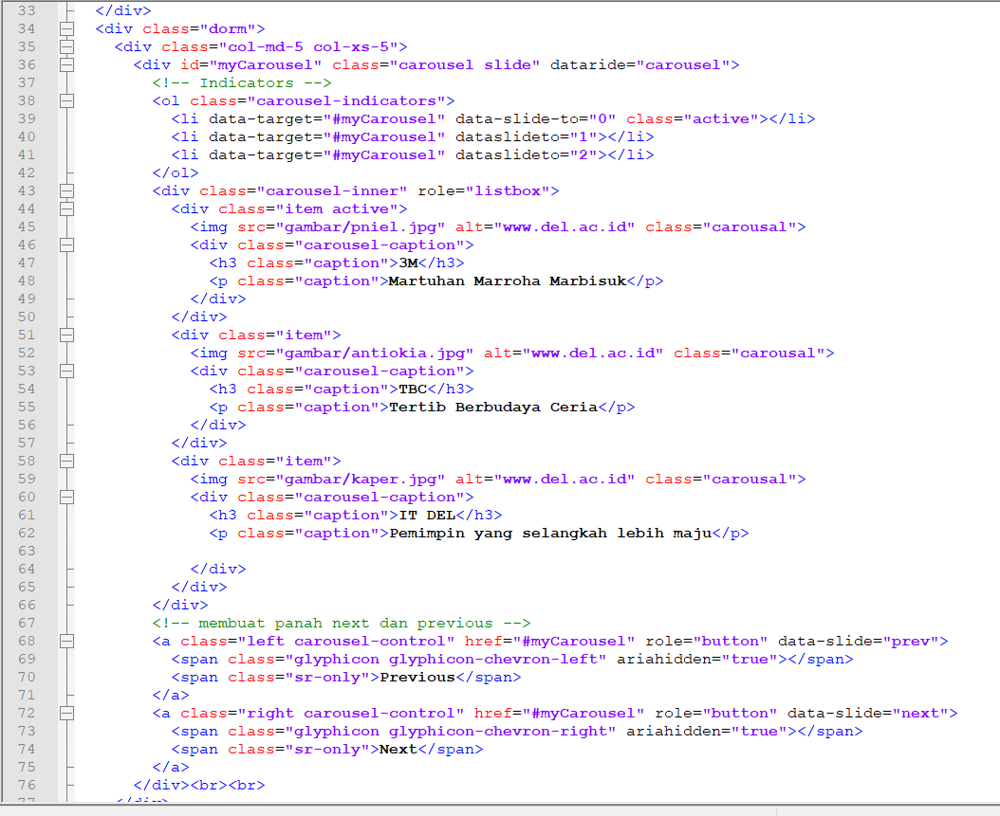 33 </div>
34 <div class="dorm">
35 <div class="col-md-5 col-xs-5">
36 <div id="myCarousel" class="carousel slide" dataride="carousel">
37 <!-- Indicators -->
38 <ol class="carousel-indicators">
39 <li data-target="#myCarousel" data-slide-to="0" class="active"></li>
40 <li data-target="#myCarousel" dataslideto="1"></li>
41 <li data-target="#myCarousel" dataslideto="2"></li>
42 </ol>
43 <div class="carousel-inner" role="listbox">
44 <div class="item active">
45 <img src="gambar/pniel.jpg" alt="www.del.ac.id" class="carousal">
46 <div class="carousel-caption">
47 <h3 class="caption">3M</h3>
48 <p class="caption">Martuhan Marroha Marbisuk</p>
49 </div>
50 </div>
51 <div class="item">
52 <img src="gambar/antiokia.jpg" alt="www.del.ac.id" class="carousal">
53 <div class="carousel-caption">
54 <h3 class="caption">TBC</h3>
55 <p class="caption">Tertib Berbudaya Ceria</p>
56 </div>
57 </div>
58 <div class="item">
59 <img src="gambar/kaper.jpg" alt="www.del.ac.id" class="carousal">
60 <div class="carousel-caption">
61 <h3 class="caption">IT DEL</h3>
62 <p class="caption">Pemimpin yang selangkah lebih maju</p>
63
64 </div>
65 </div>
66 </div>
67 <!-- membuat panah next dan previous -->
68 <a class="left carousel-control" href="#myCarousel" role="button" data-slide="prev">
69 <span class="glyphicon glyphicon-chevron-left" ariahidden="true"></span>
70 <span class="sr-only">Previous</span>
71 </a>
72 <a class="right carousel-control" href="#myCarousel" role="button" data-slide="next">
73 <span class="glyphicon glyphicon-chevron-right" ariahidden="true"></span>
74 <span class="sr-only">Next</span>
75 </a>
76 </div><br><br>
77 </div>